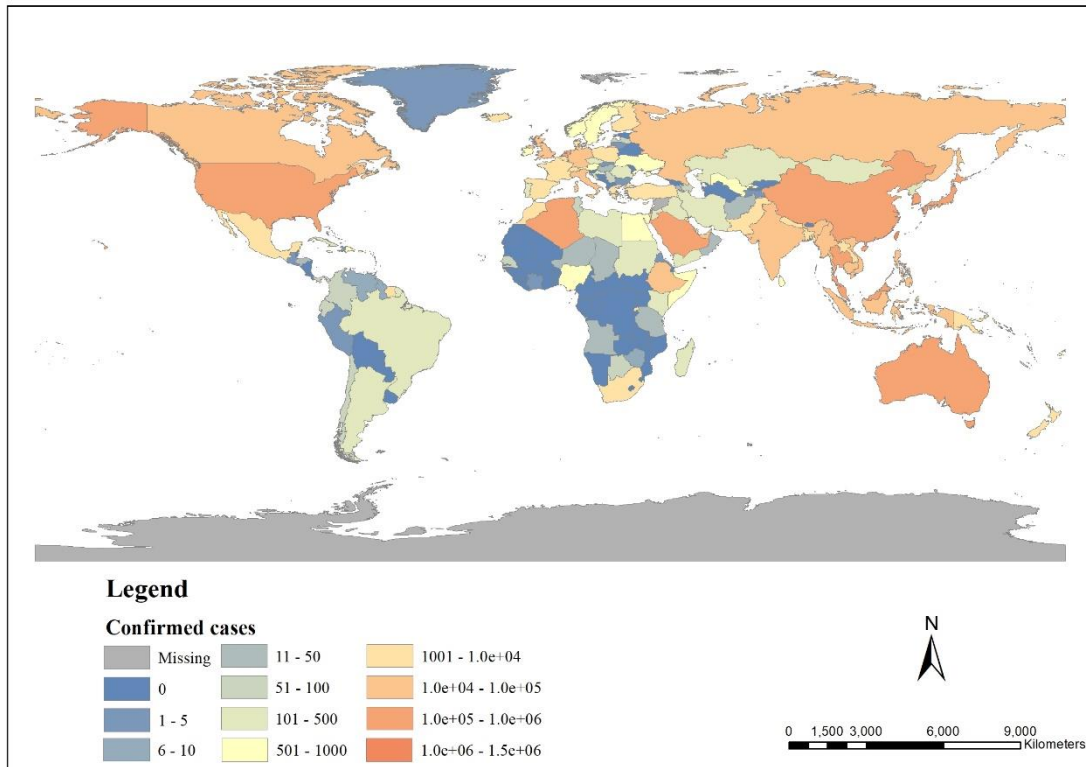 Legend
Confirmed cases
Missing
0
1 - 5
6 - 10
11 - 50
51 - 100
101 - 500
501 - 1000
1001 - 1.0e+04
1.0e+04 - 1.0e+05
1.0e+05 - 1.0e+06
1.0e+06 - 1.5e+06
N
0 1,500 3,000 6,000 9,000
Kilometers